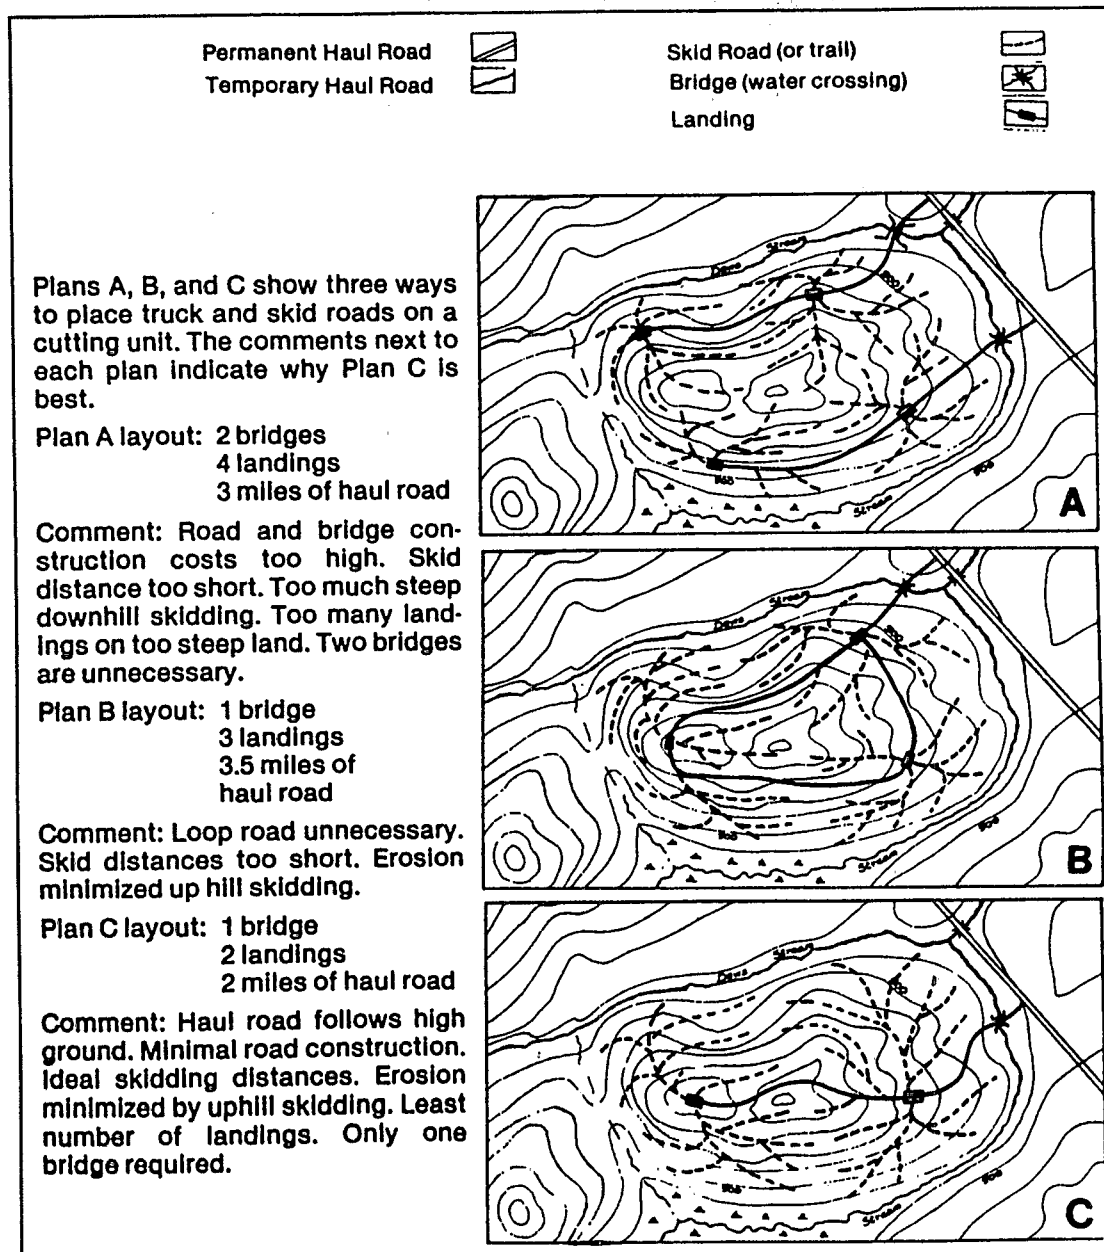 Permanent Haul Road
Temporary Haul Road
Skid Road (or trail)
Bridge (water crossing)
Landing
Plans A, B, and C show three ways
to place truck and skid roads on a
cutting unit. The comments next to
each plan indicate why Plan C is
best.
Plan A layout: 2 bridges
4 landings
3 miles of haul road
Comment: Road and bridge con-
struction costs too high. Skid
distance too short. Too much steep
downhill skidding. Too many land-
ings on too steep land. Two bridges
are unnecessary.
Plan B layout: 1 bridge
3 landings
3.5 miles of
haul road
Comment: Loop road unnecessary.
Skid distances too short. Erosion
minimized up hill skidding.
Plan C layout: 1 bridge
2 landings
2 miles of haul road
Comment: Haul road follows high
ground. Minimal road construction.
Ideal skidding distances. Erosion
minimized by uphill skidding. Least
number of landings. Only one
bridge required.
Stream
Stream
A
Stream
Stream
B
Stream
Stream
C